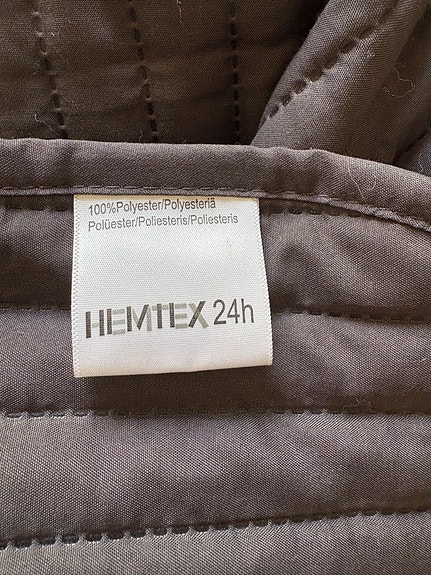 100%Polyester/Polyesteriä
Polüester/Poliesteris/Poliesteris
HEMTEX 24h